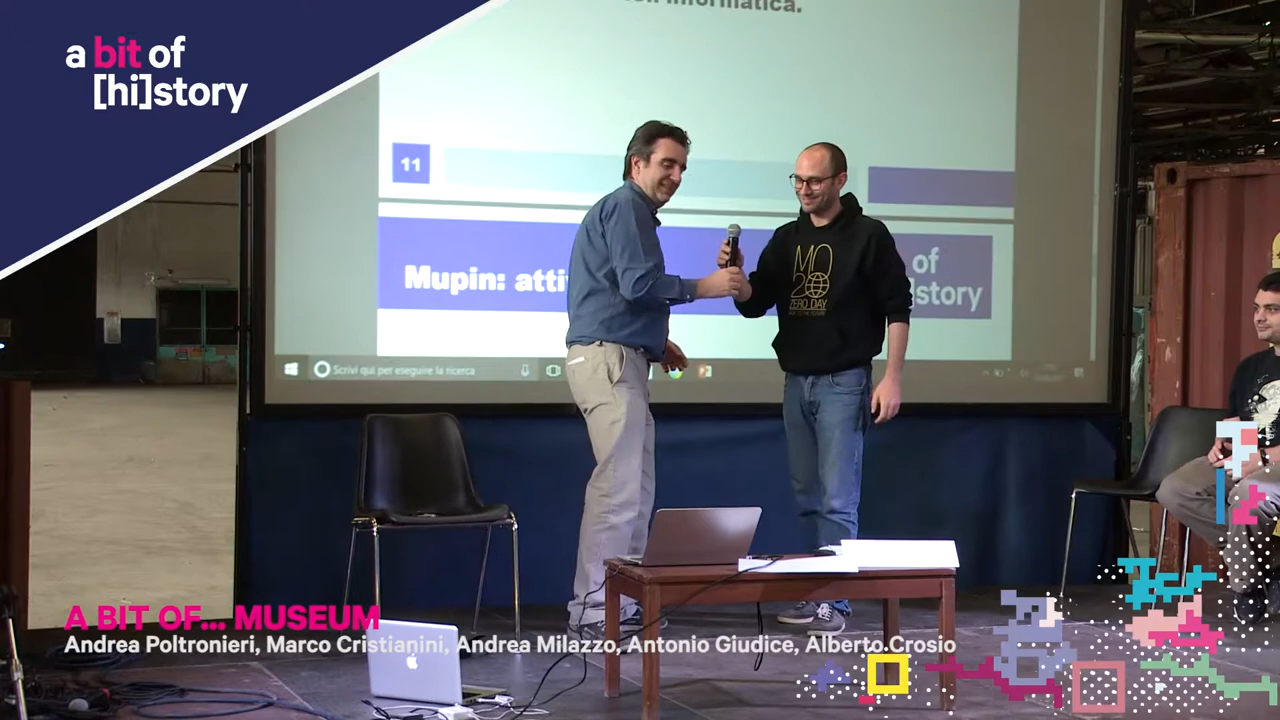 a bit of
[hi]story
dell'informatica.
11
Mupin: atti
of
]story
MO
20
ZERO DAY
Scrivi qui per eseguire la ricerca
A BIT OF... MUSEUM
Andrea Poltronieri, Marco Cristianini, Andrea Milazzo, Antonio Giudice, Alberto Crosio